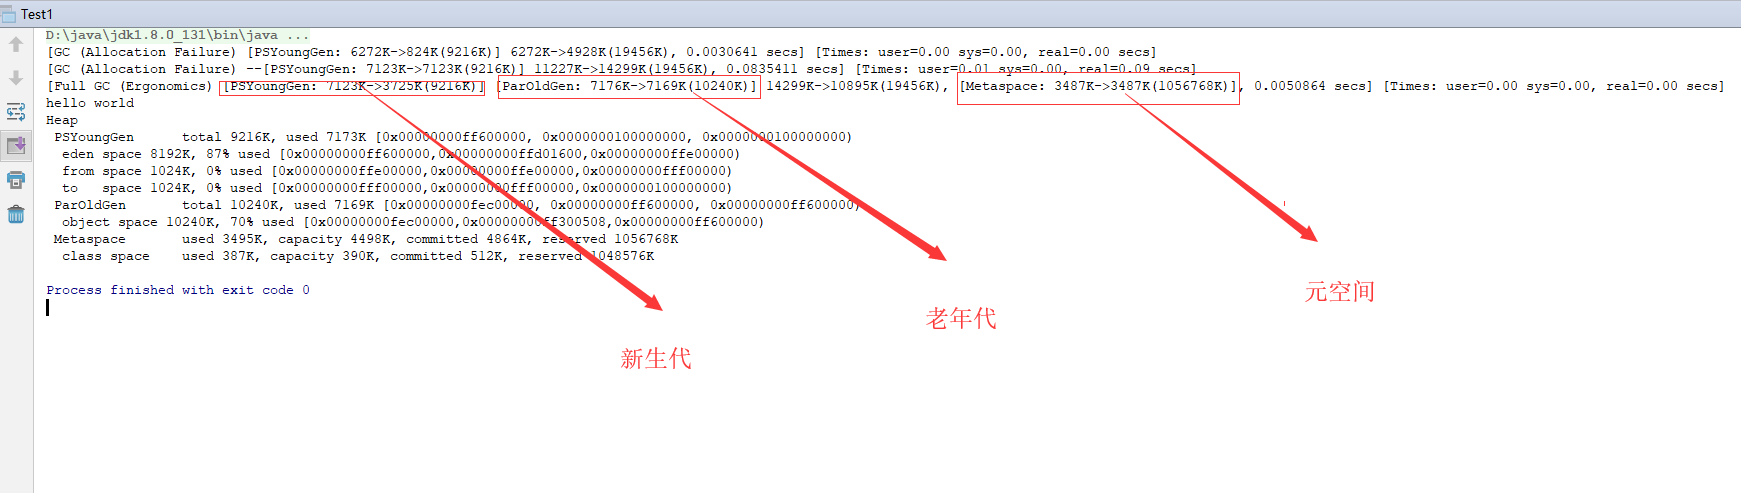 Test1
D:\java\jdk1.8.0_131\bin\java ...
[GC (Allocation Failure) [PSYoungGen: 6272K->824K(9216K)] 6272K->4928K(19456K), 0.0030641 secs] [Times: user=0.00 sys=0.00, real=0.00 secs]
[GC (Allocation Failure) --[PSYoungGen: 7123K->7123K(9216K)] 11227K->14299K(19456K), 0.0835411 secs] [Times: user=0.01 sys=0.00, real=0.09 secs]
[Full GC (Ergonomics) [PSYoungGen: 7123K->3725K(9216K)] [ParOldGen: 7176K->7169K(10240K)] 14299K->10895K(19456K), [Metaspace: 3487K->3487K(1056768K)], 0.0050864 secs] [Times: user=0.00 sys=0.00, real=0.00 secs]
hello world
Heap
PSYoungGen total 9216K, used 7173K [0x00000000ff600000, 0x0000000100000000, 0x0000000100000000)
eden space 8192K, 87% used [0x00000000ff600000,0x00000000ffd01600,0x00000000ffe00000)
from space 1024K, 0% used [0x00000000ffe00000,0x00000000ffe00000,0x00000000fff00000)
to space 1024K, 0% used [0x00000000fff00000,0x00000000fff00000,0x0000000100000000)
ParOldGen total 10240K, used 7169K [0x00000000fec00000, 0x00000000ff600000, 0x00000000ff600000)
object space 10240K, 70% used [0x00000000fec00000,0x00000000ff300508,0x00000000ff600000)
Metaspace used 3495K, capacity 4498K, committed 4864K, reserved 1056768K
class space used 387K, capacity 390K, committed 512K, reserved 1048576K
Process finished with exit code 0
元空间
老年代
新生代